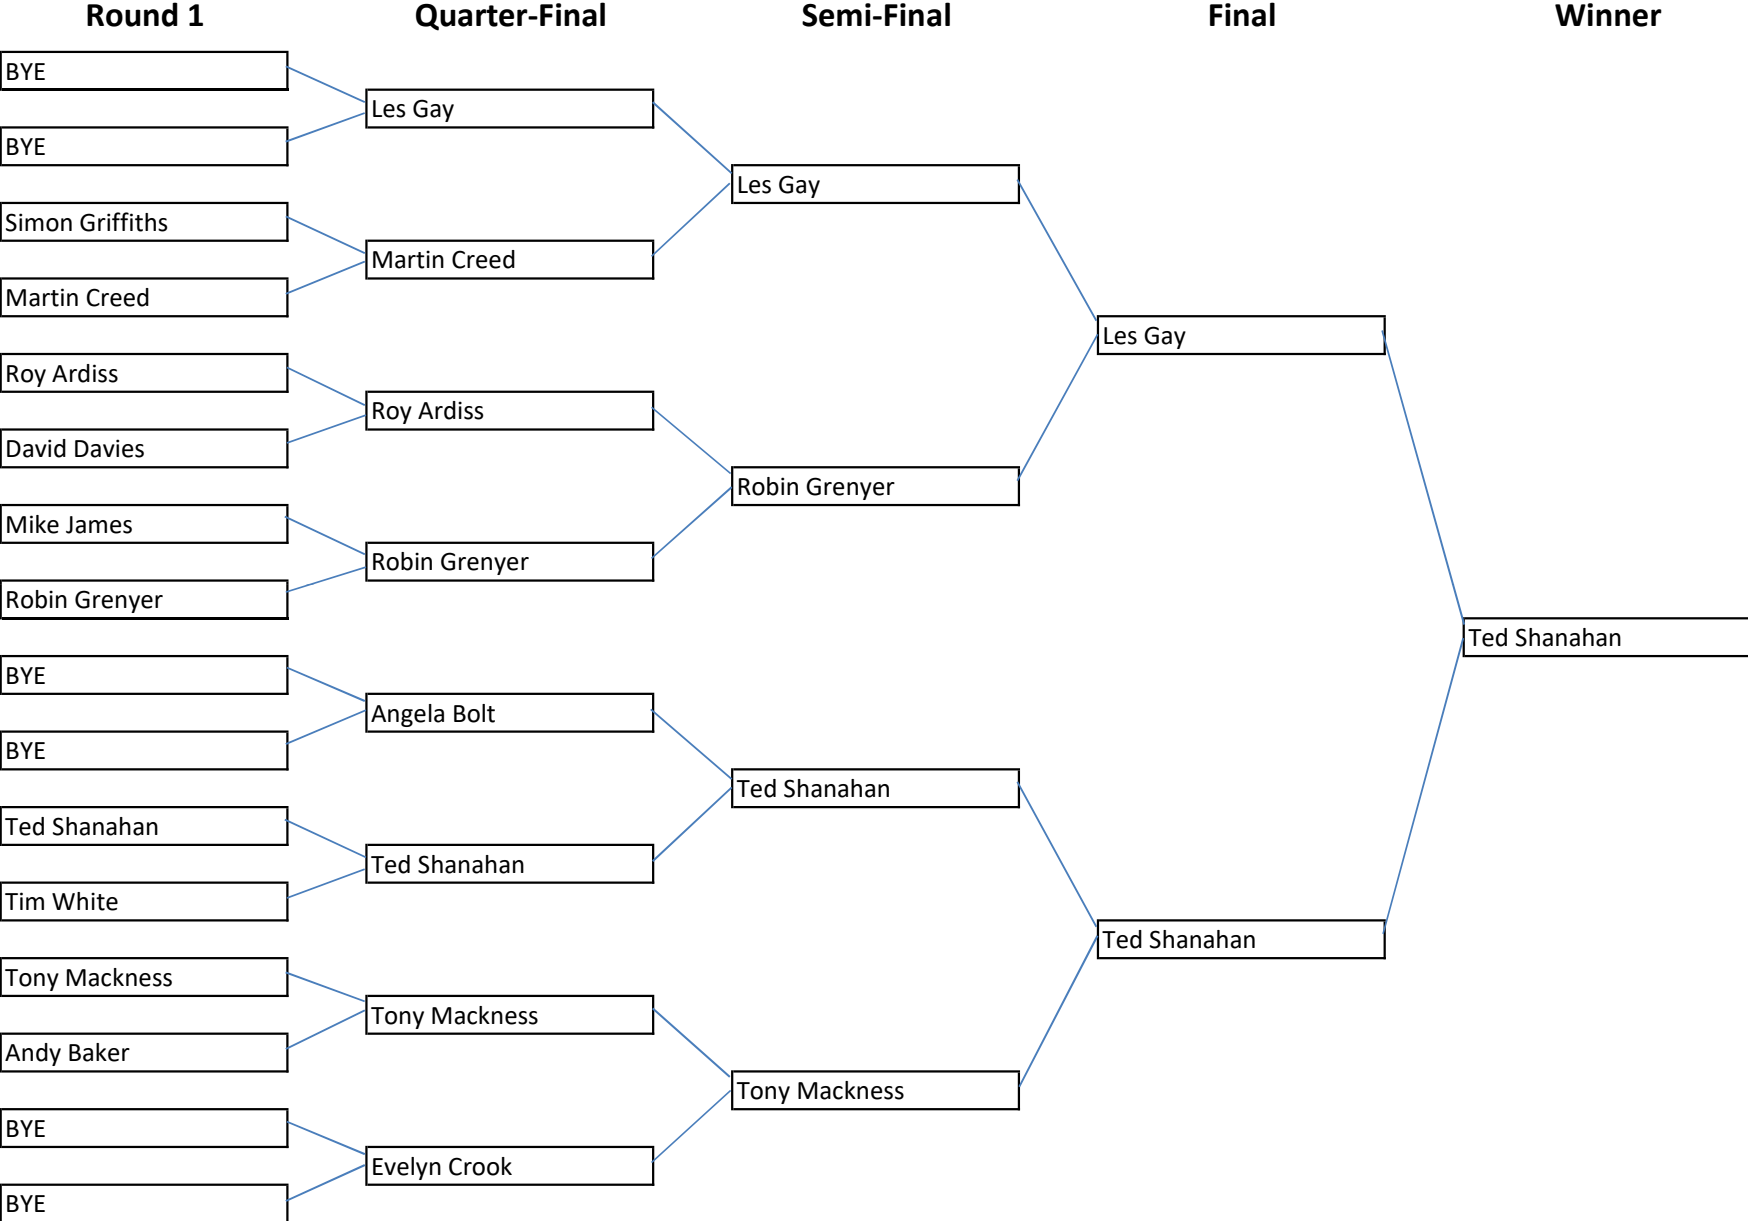 Round 1 Quarter-Final Semi-Final Final Winner
BYE
BYE
Simon Griffiths
Martin Creed
Roy Ardiss
David Davies
Mike James
Robin Grenyer
BYE
BYE
Ted Shanahan
Tim White
Tony Mackness
Andy Baker
BYE
BYE
Les Gay
Martin Creed
Roy Ardiss
Robin Grenyer
Angela Bolt
Ted Shanahan
Tony Mackness
Evelyn Crook
Les Gay
Robin Grenyer
Ted Shanahan
Tony Mackness
Les Gay
Ted Shanahan
Ted Shanahan